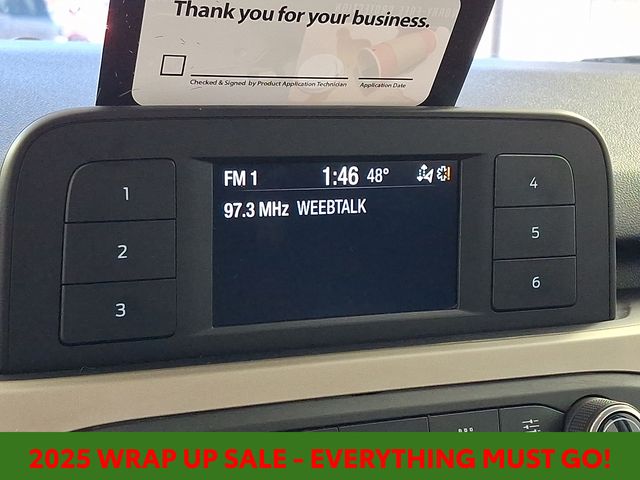 Thank you for your business.
Checked & Signed by Product Application Technician
Application Date
FM 1
1:46
48°
97.3 MHz WEEBTALK
1
2
3
4
5
6
2025 WRAP UP SALE - EVERYTHING MUST GO!